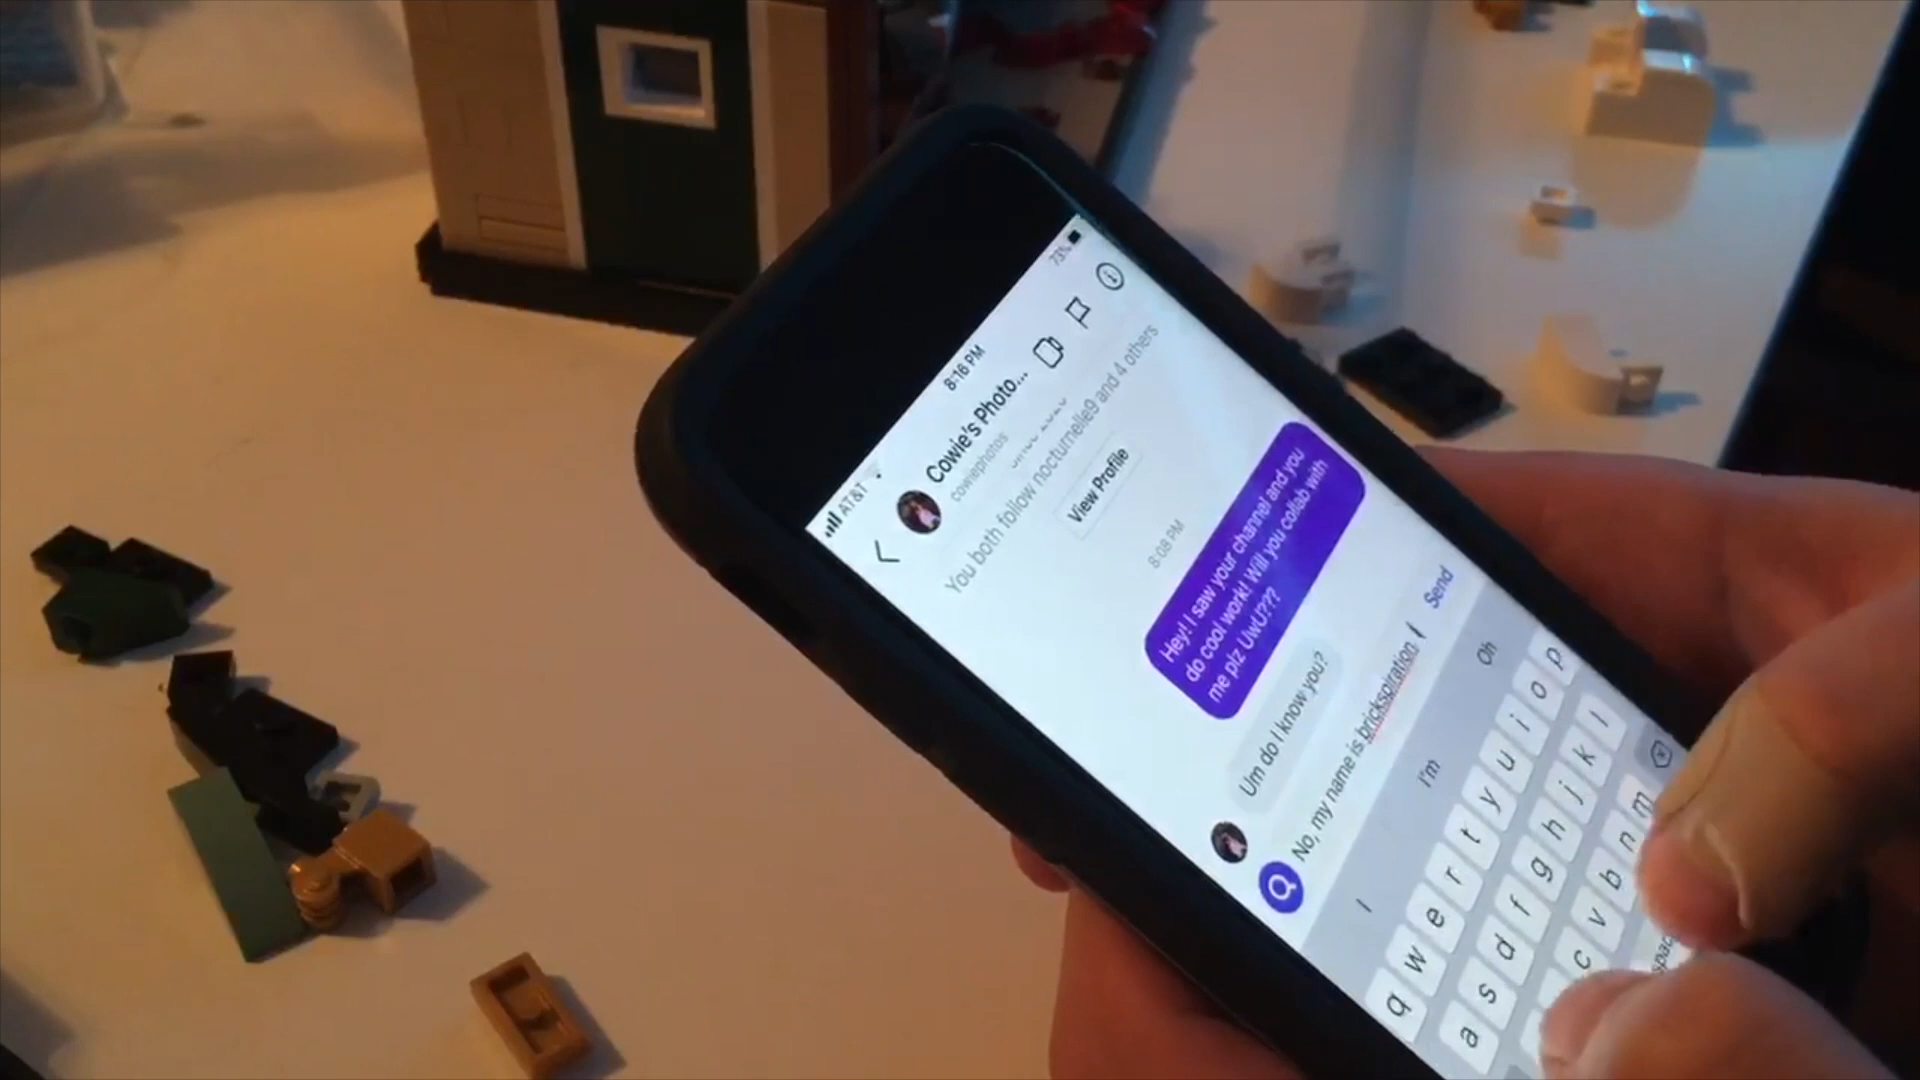 AT&T
8:16 PM
73%
Cowie's Photo...
cowiephotos
You both follow nocturnelle9 and 4 others
View Profile
8:08 PM
Hey! I saw your channel and you
do cool work! Will you collab with
me plz UwU???
Um do I know you?
No, my name is brickspiration
Send
I
I'm
Oh
q w e r t y u i o p
a s d f g h j k l
c v b n m
spac